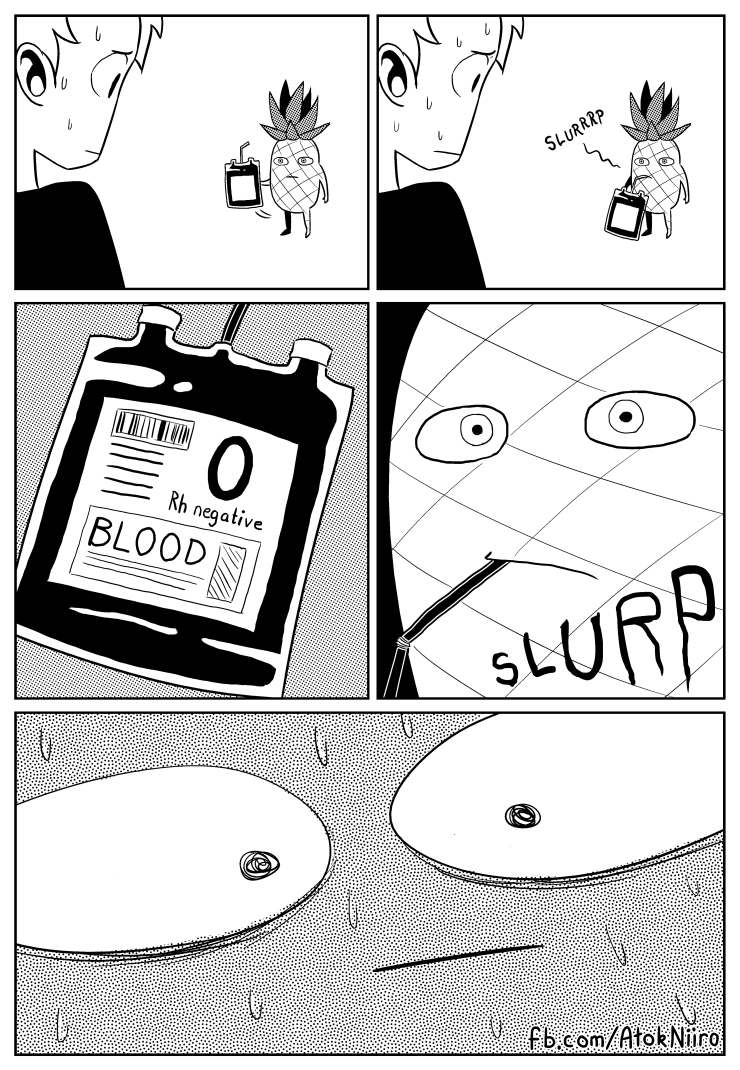 SLURRRP
O
Rh negative
BLOOD
SLURP
fb.com/AtokNiiro